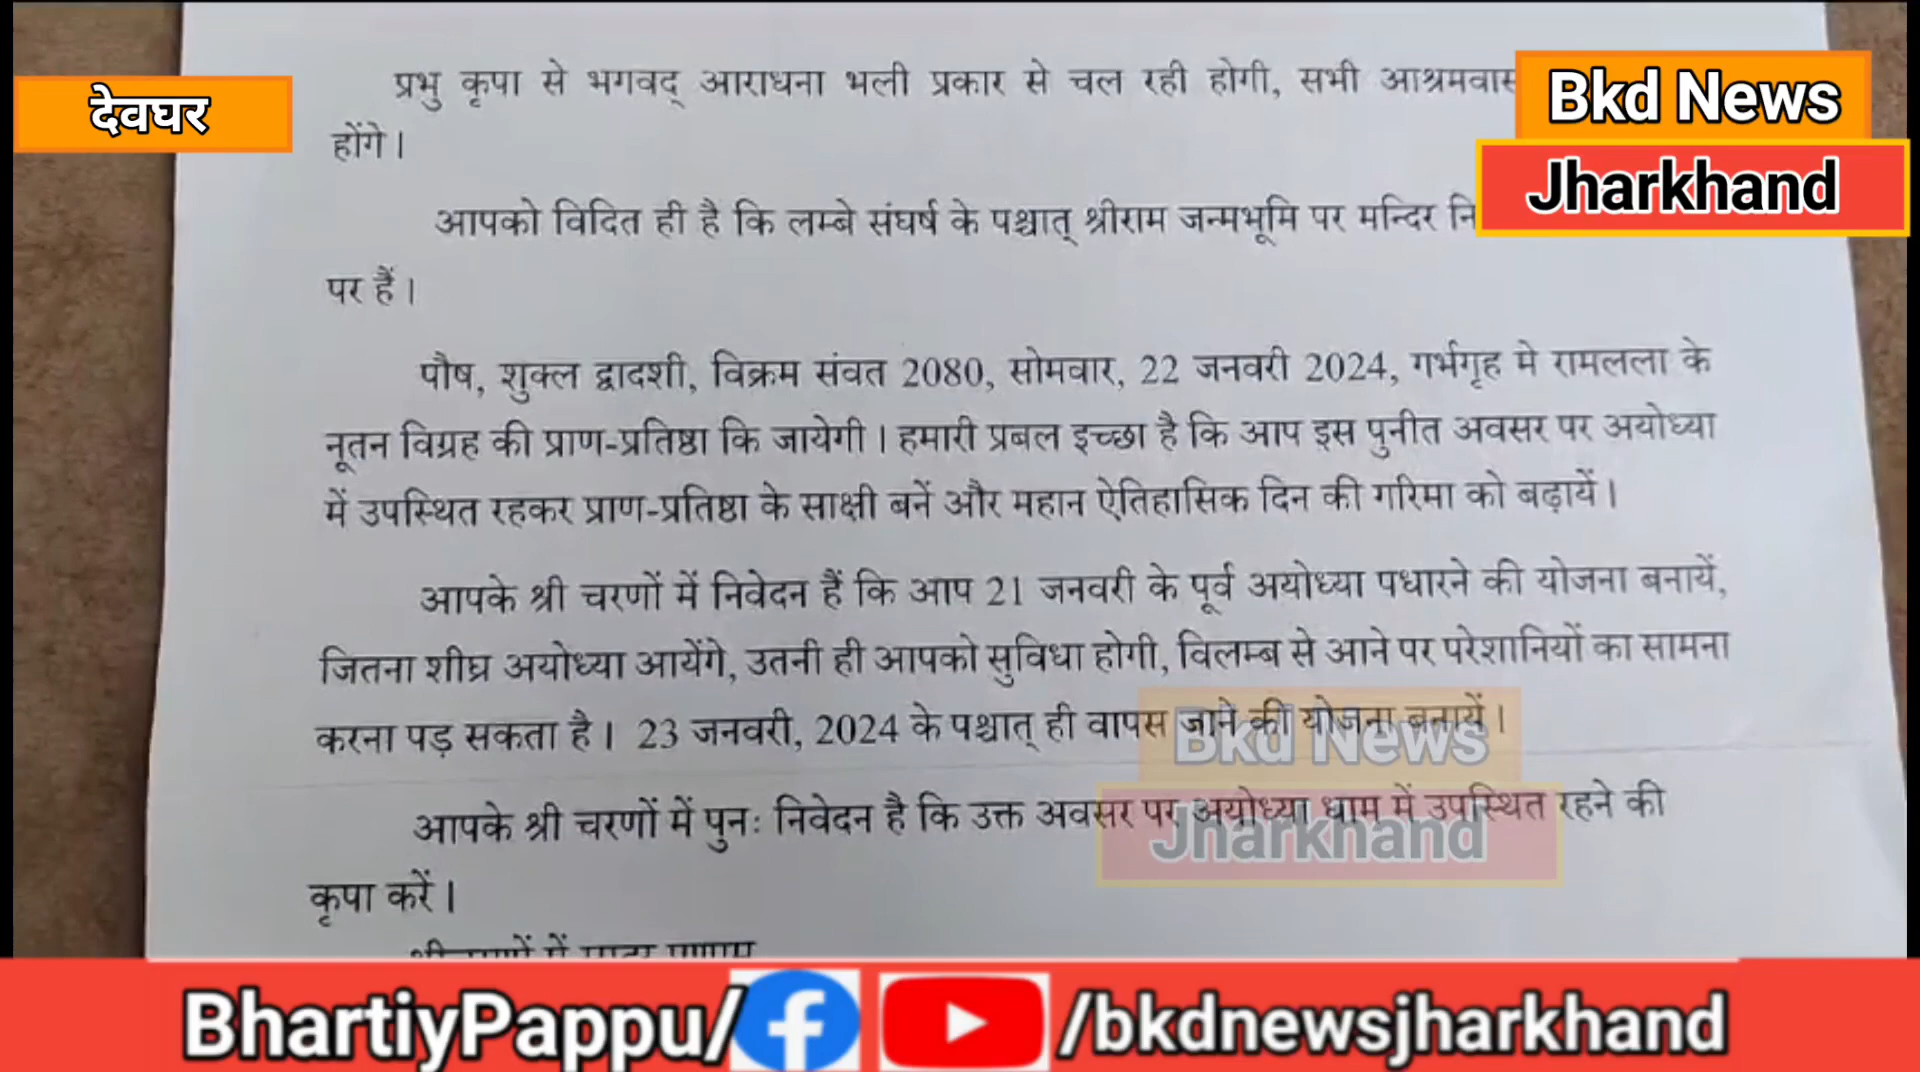 देवघर
Bkd News
Jharkhand
प्रभु कृपा से भगवद् आराधना भली प्रकार से चल रही होगी, सभी
होंगे ।
आपको विदित ही है कि लम्बे संघर्ष के पश्चात् श्रीराम जन्मभूमि पर मन्दिर
पर हैं ।
पौष, शुक्ल द्वादशी, विक्रम संवत 2080, सोमवार, 22 जनवरी 2024, गर्भगृह मे रामलला के
नूतन विग्रह की प्राण-प्रतिष्ठा कि जायेगी । हमारी प्रबल इच्छा है कि आप इस पुनीत अवसर पर अयोध्या
में उपस्थित रहकर प्राण-प्रतिष्ठा के साक्षी बनें और महान ऐतिहासिक दिन की गरिमा को बढ़ायें ।
आपके श्री चरणों में निवेदन हैं कि आप 21 जनवरी के पूर्व अयोध्या पधारने की योजना बनायें,
जितना शीघ्र अयोध्या आयेंगे, उतनी ही आपको सुविधा होगी, विलम्ब से आने पर परेशानियों का सामना
करना पड़ सकता है । 23 जनवरी, 2024 के पश्चात् ही वापस जाने की योजना बनायें ।
Bkd News
आपके श्री चरणों में पुनः निवेदन है कि उक्त अवसर पर अयोध्या धाम में उपस्थित रहने की
Jharkhand
कृपा करें ।
BhartiyPappu/ /bkdnewsjharkhand